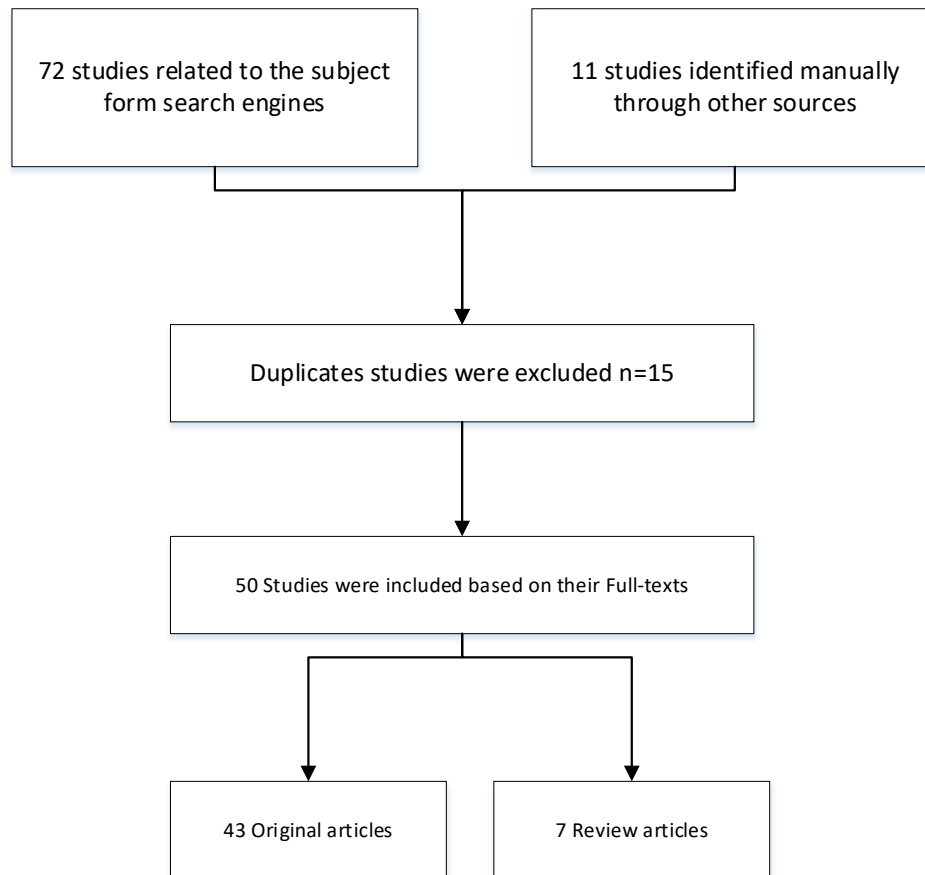 72 studies related to the subject
form search engines
11 studies identified manually
through other sources
Duplicates studies were excluded n=15
50 Studies were included based on their Full-texts
43 Original articles
7 Review articles